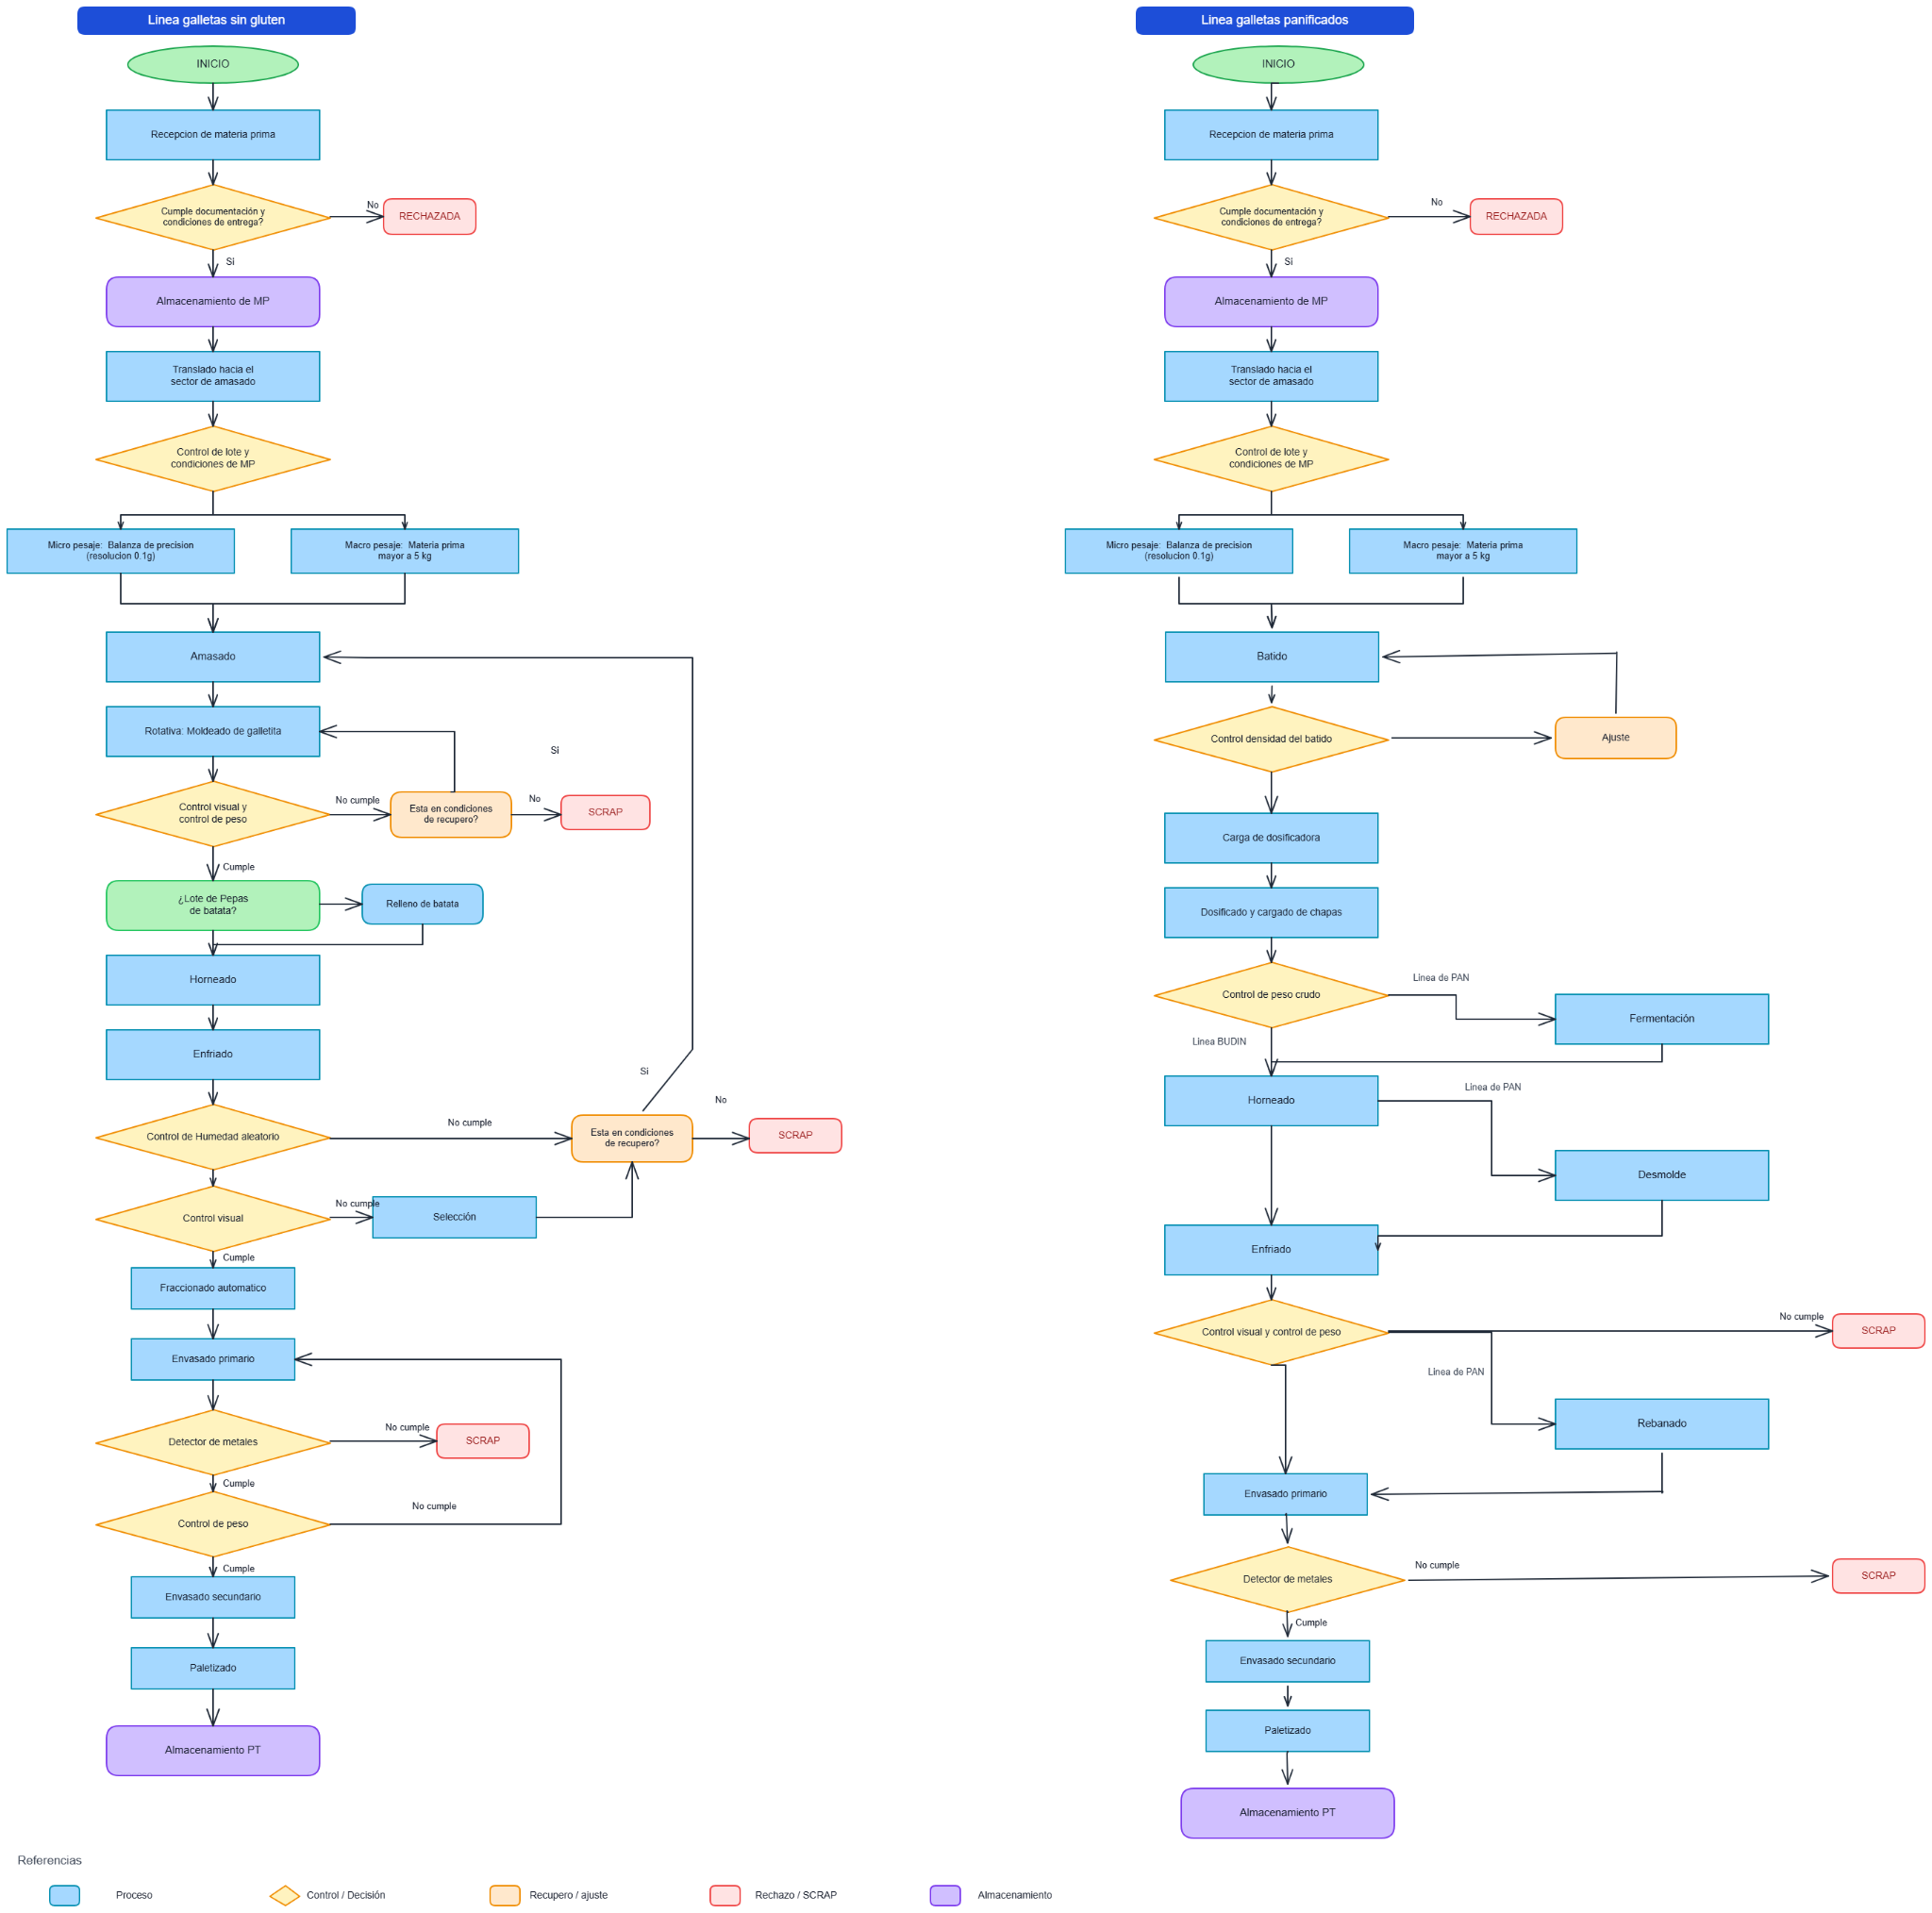 Linea galletas sin gluten
INICIO
Recepcion de materia prima
Cumple documentación y
condiciones de entrega?
No
RECHAZADA
Si
Almacenamiento de MP
Translado hacia el
sector de amasado
Control de lote y
condiciones de MP
Micro pesaje:  Balanza de precision
(resolucion 0.1g)
Macro pesaje:  Materia prima
mayor a 5 kg
Amasado
Rotativa: Moldeado de galletita
Si
Control visual y
control de peso
No cumple
Esta en condiciones
de recupero?
No
SCRAP
Cumple
¿Lote de Pepas
de batata?
Relleno de batata
Horneado
Enfriado
Si
Control de Humedad aleatorio
No cumple
Esta en condiciones
de recupero?
No
SCRAP
Control visual
No cumple
Selección
Cumple
Fraccionado automatico
Envasado primario
Detector de metales
No cumple
SCRAP
Cumple
Control de peso
No cumple
Cumple
Envasado secundario
Paletizado
Almacenamiento PT
Linea galletas panificados
INICIO
Recepcion de materia prima
Cumple documentación y
condiciones de entrega?
No
RECHAZADA
Si
Almacenamiento de MP
Translado hacia el
sector de amasado
Control de lote y
condiciones de MP
Micro pesaje:  Balanza de precision
(resolucion 0.1g)
Macro pesaje:  Materia prima
mayor a 5 kg
Batido
Control densidad del batido
Ajuste
Carga de dosificadora
Dosificado y cargado de chapas
Control de peso crudo
Linea de PAN
Fermentación
Linea BUDIN
Horneado
Linea de PAN
Desmolde
Enfriado
Control visual y control de peso
No cumple
SCRAP
Linea de PAN
Rebanado
Envasado primario
Detector de metales
No cumple
SCRAP
Cumple
Envasado secundario
Paletizado
Almacenamiento PT
Referencias
Proceso
Control / Decisión
Recupero / ajuste
Rechazo / SCRAP
Almacenamiento